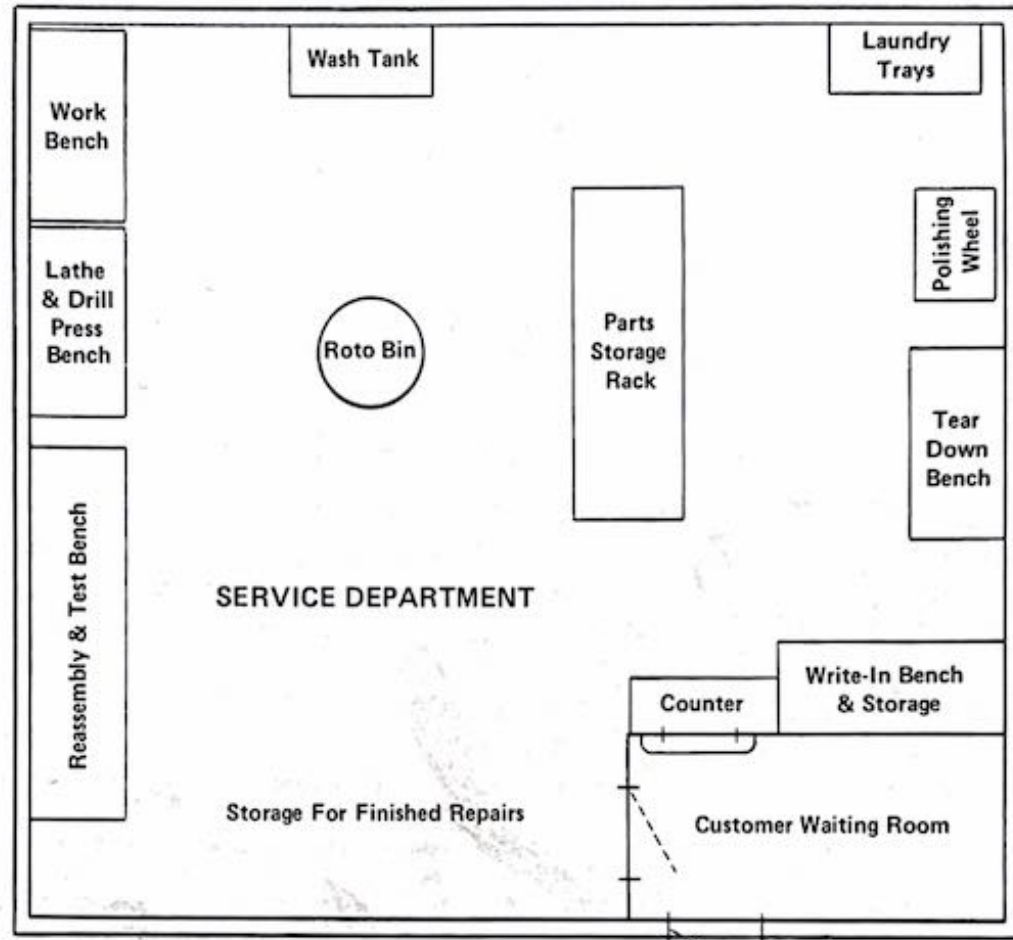 Wash Tank
Laundry
Trays
Work
Bench
Polishing
Wheel
Lathe
& Drill
Press
Bench
Roto Bin
Parts
Storage
Rack
Tear
Down
Bench
Reassembly & Test Bench
SERVICE DEPARTMENT
Write-In Bench
& Storage
Counter
Storage For Finished Repairs
Customer Waiting Room